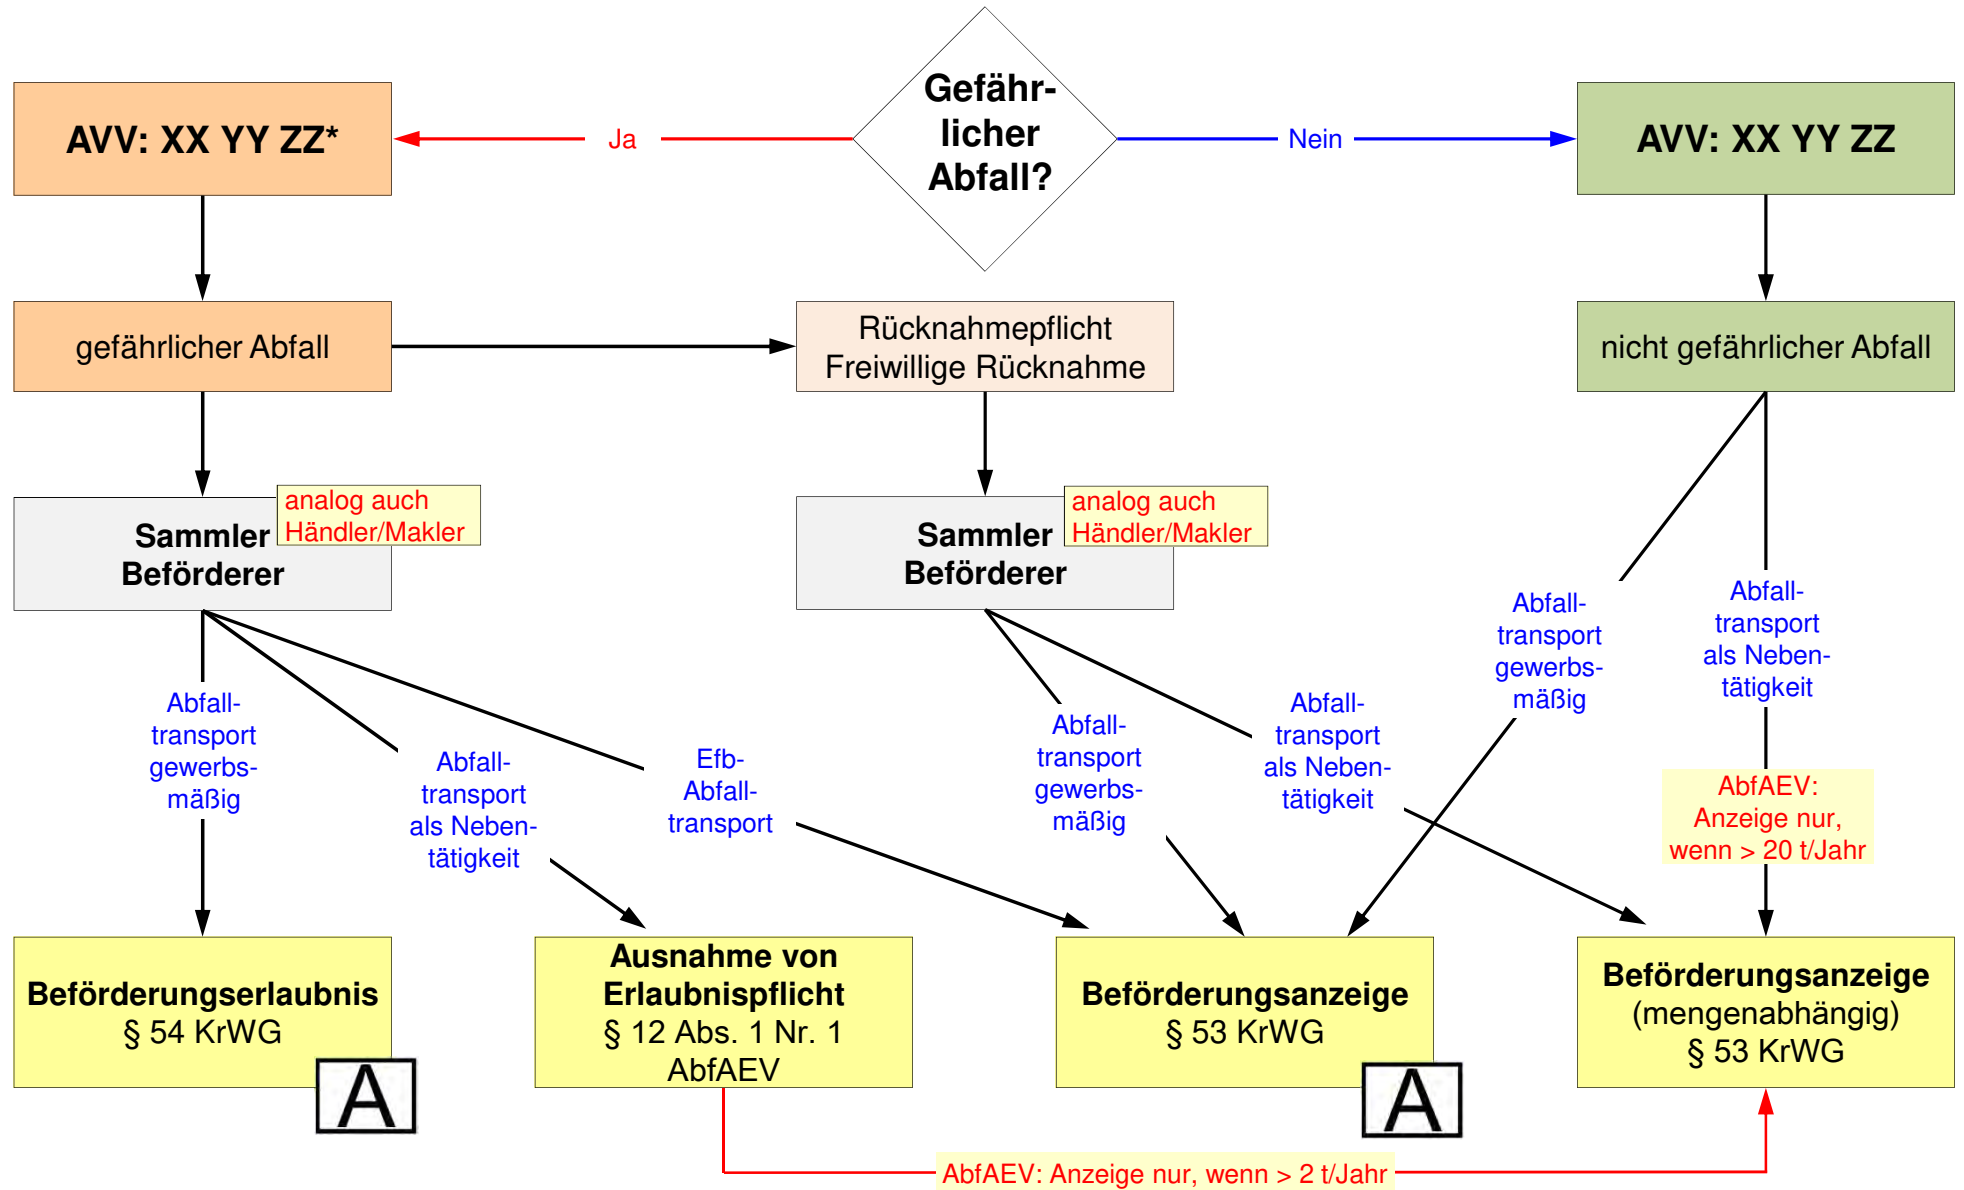 Gefähr-
licher
Abfall?
AVV: XX YY ZZ*
Ja
Nein
AVV: XX YY ZZ
gefährlicher Abfall
Rücknahmepflicht
Freiwillige Rücknahme
nicht gefährlicher Abfall
analog auch
Händler/Makler
Sammler
Beförderer
analog auch
Händler/Makler
Sammler
Beförderer
Abfall-
transport
gewerbs-
mäßig
Abfall-
transport
als Neben-
tätigkeit
Efb-
Abfall-
transport
Abfall-
transport
gewerbs-
mäßig
Abfall-
transport
als Neben-
tätigkeit
Abfall-
transport
gewerbs-
mäßig
Abfall-
transport
als Neben-
tätigkeit
AbfAEV:
Anzeige nur,
wenn > 20 t/Jahr
Beförderungserlaubnis
§ 54 KrWG
A
Ausnahme von
Erlaubnispflicht
§ 12 Abs. 1 Nr. 1
AbfAEV
Beförderungsanzeige
§ 53 KrWG
A
Beförderungsanzeige
(mengenabhängig)
§ 53 KrWG
AbfAEV: Anzeige nur, wenn > 2 t/Jahr